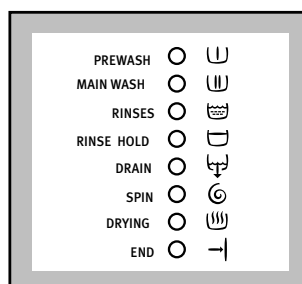 PREWASH
MAIN WASH
RINSES
RINSE HOLD
DRAIN
SPIN
DRYING
END